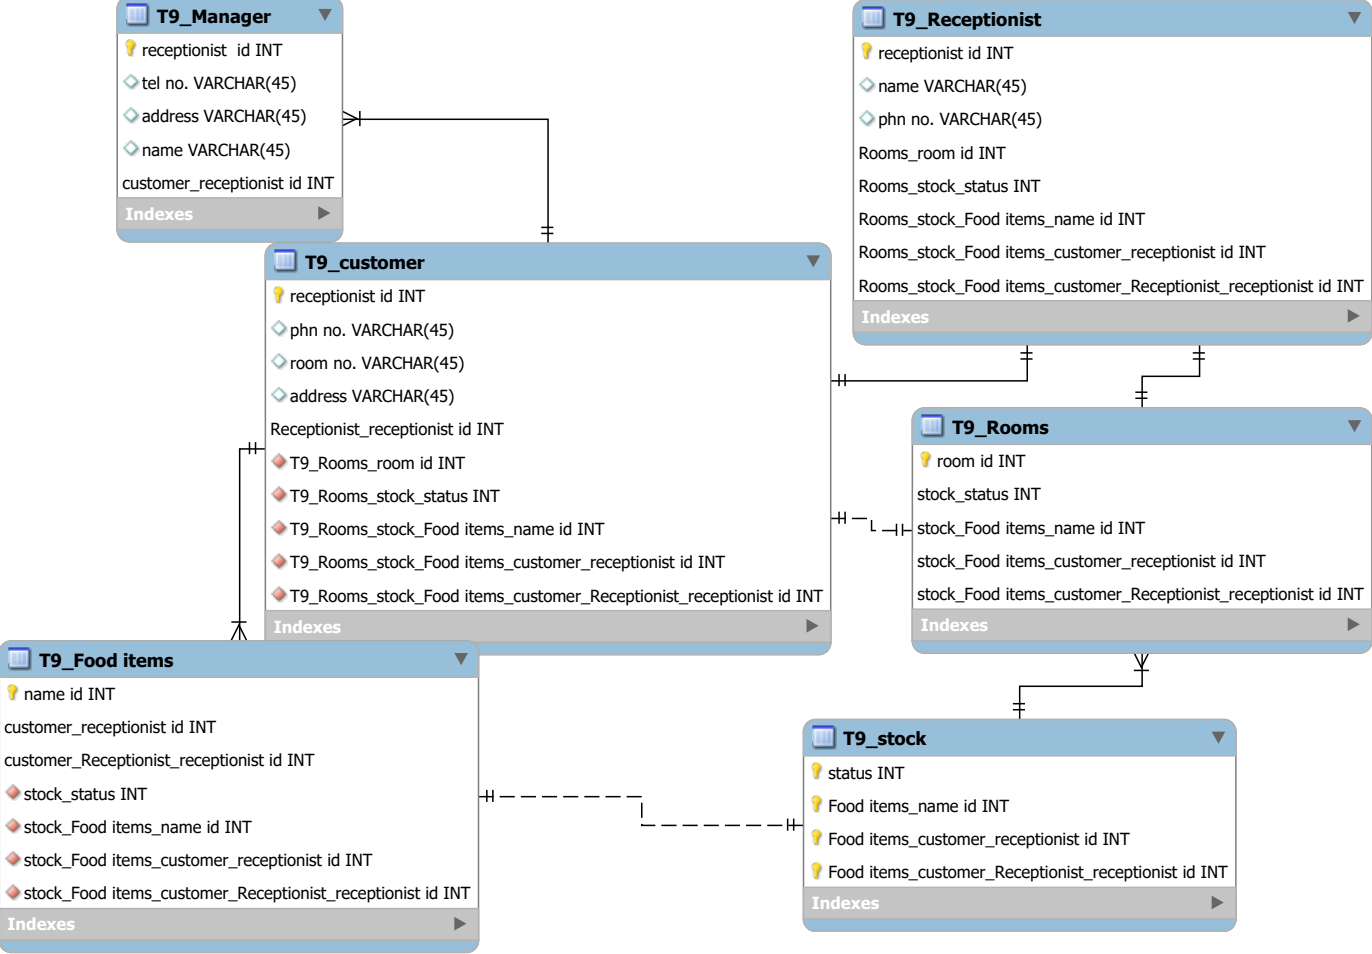 T9_Manager
receptionist  id INT
tel no. VARCHAR(45)
address VARCHAR(45)
name VARCHAR(45)
customer_receptionist id INT
Indexes
T9_Receptionist
receptionist id INT
name VARCHAR(45)
phn no. VARCHAR(45)
Rooms_room id INT
Rooms_stock_status INT
Rooms_stock_Food items_name id INT
Rooms_stock_Food items_customer_receptionist id INT
Rooms_stock_Food items_customer_Receptionist_receptionist id INT
Indexes
T9_customer
receptionist id INT
phn no. VARCHAR(45)
room no. VARCHAR(45)
address VARCHAR(45)
Receptionist_receptionist id INT
T9_Rooms_room id INT
T9_Rooms_stock_status INT
T9_Rooms_stock_Food items_name id INT
T9_Rooms_stock_Food items_customer_receptionist id INT
T9_Rooms_stock_Food items_customer_Receptionist_receptionist id INT
Indexes
T9_Rooms
room id INT
stock_status INT
stock_Food items_name id INT
stock_Food items_customer_receptionist id INT
stock_Food items_customer_Receptionist_receptionist id INT
Indexes
T9_Food items
name id INT
customer_receptionist id INT
customer_Receptionist_receptionist id INT
stock_status INT
stock_Food items_name id INT
stock_Food items_customer_receptionist id INT
stock_Food items_customer_Receptionist_receptionist id INT
Indexes
T9_stock
status INT
Food items_name id INT
Food items_customer_receptionist id INT
Food items_customer_Receptionist_receptionist id INT
Indexes